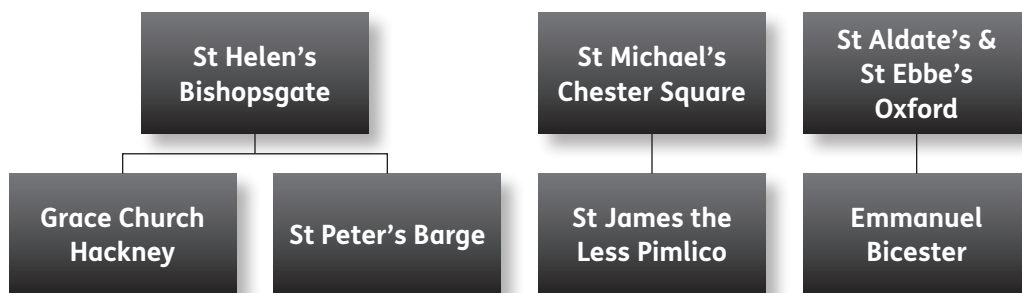 St Helen's
Bishopsgate
St Michael's
Chester Square
St Aldate's &
St Ebbe's
Oxford
Grace Church
Hackney
St Peter's Barge
St James the
Less Pimlico
Emmanuel
Bicester